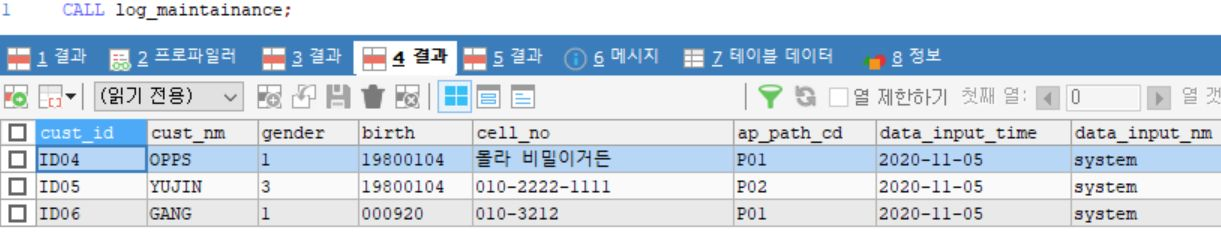 1 CALL log_maintainance;
1 결과 2 프로파일러 3 결과 4 결과 5 결과 6 메시지 7 테이블 데이터 8 정보
(읽기 전용) 열 제한하기 첫째 열: 0 열 갯
cust_id cust_nm gender birth cell_no ap_path_cd data_input_time data_input_nm
ID04 OPPS 1 19800104 몰라 비밀이거든 P01 2020-11-05 system
ID05 YUJIN 3 19800104 010-2222-1111 P02 2020-11-05 system
ID06 GANG 1 000920 010-3212 P01 2020-11-05 system